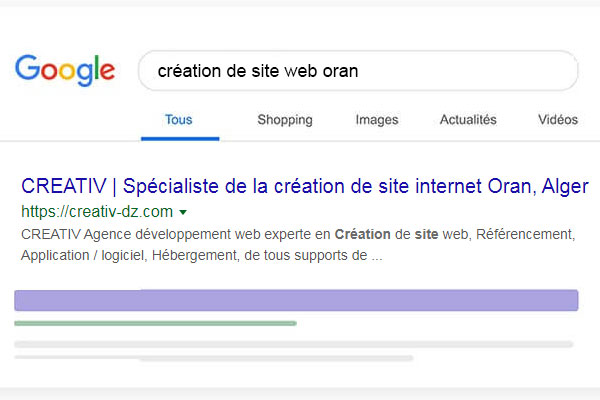 Google
création de site web oran
Tous Shopping Images Actualités Vidéos
CREATIV | Spécialiste de la création de site internet Oran, Alger
https://creativ-dz.com
CREATIV Agence développement web experte en Création de site web, Référencement,
Application / logiciel, Hébergement, de tous supports de ...